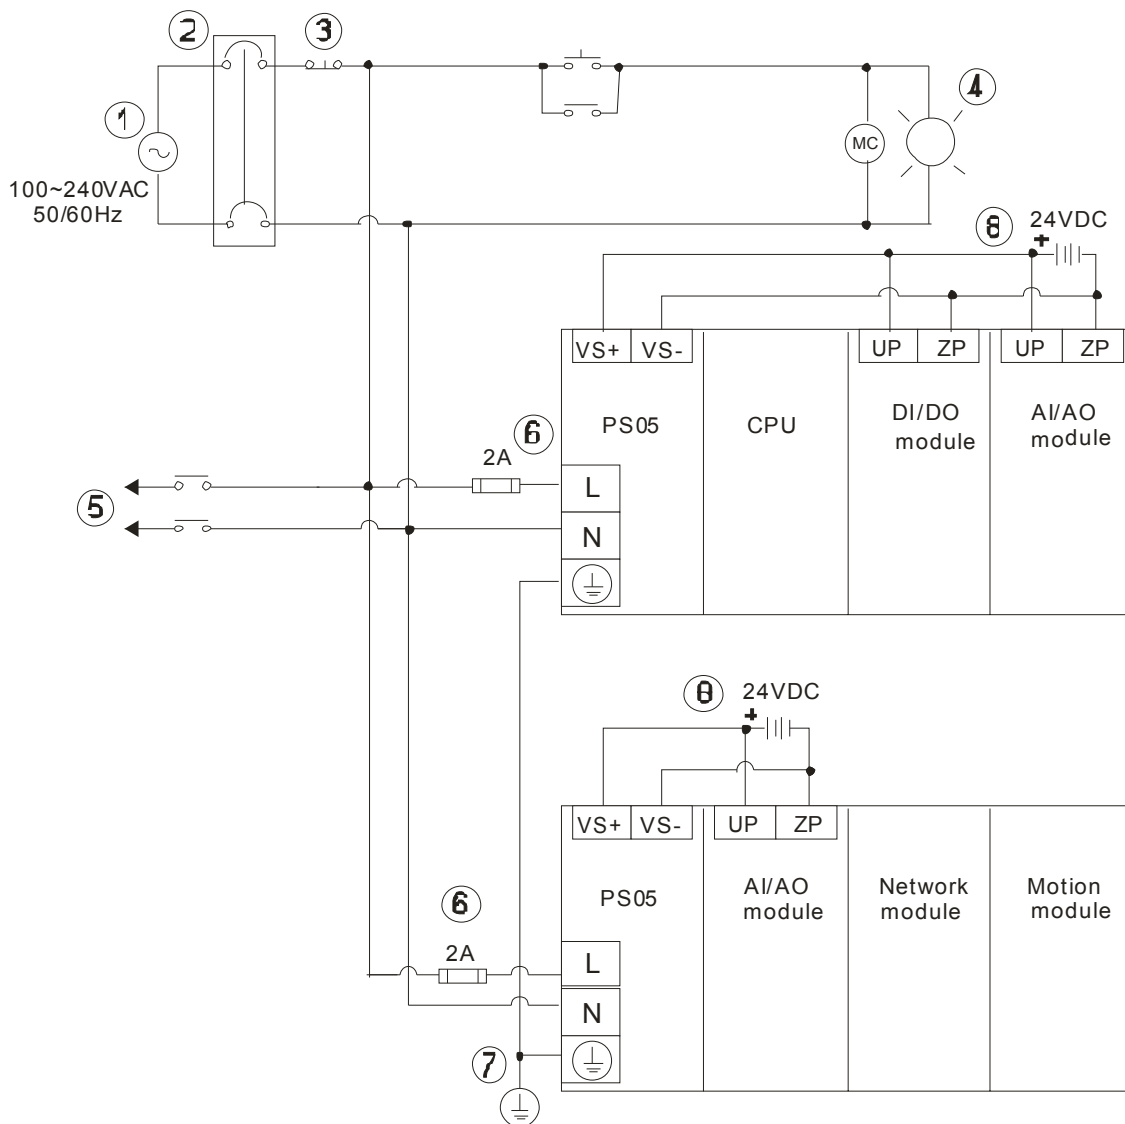 2
3
1
4
MC
100~240VAC
50/60Hz
8
24VDC
+
VS+
VS-
UP
ZP
UP
ZP
PS05
CPU
DI/DO
module
AI/AO
module
6
2A
L
5
N
8
24VDC
+
VS+
VS-
UP
ZP
PS05
AI/AO
module
Network
module
Motion
module
6
2A
L
N
7